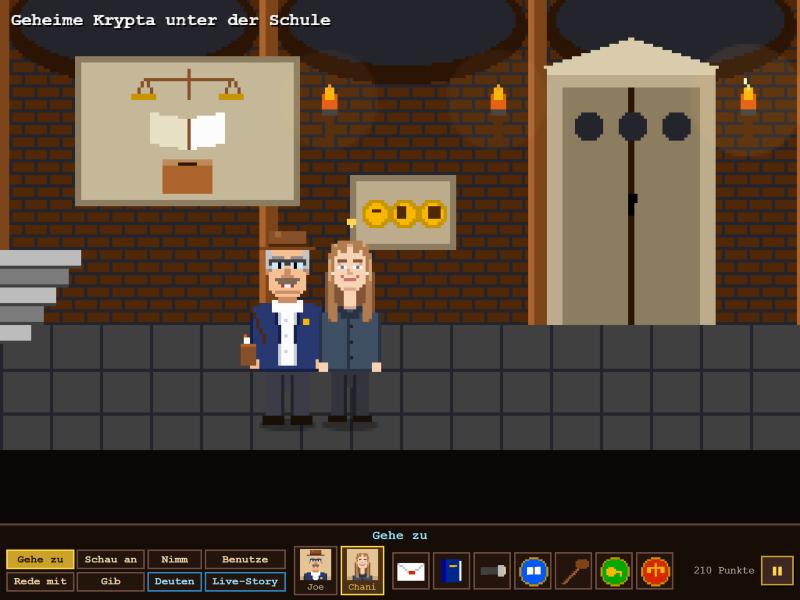 Geheime Krypta unter der Schule
Gehe zu
Gehe zu Schau an Nimm Benutze
Rede mit Gib Deuten Live-Story
Joe Chani
210 Punkte